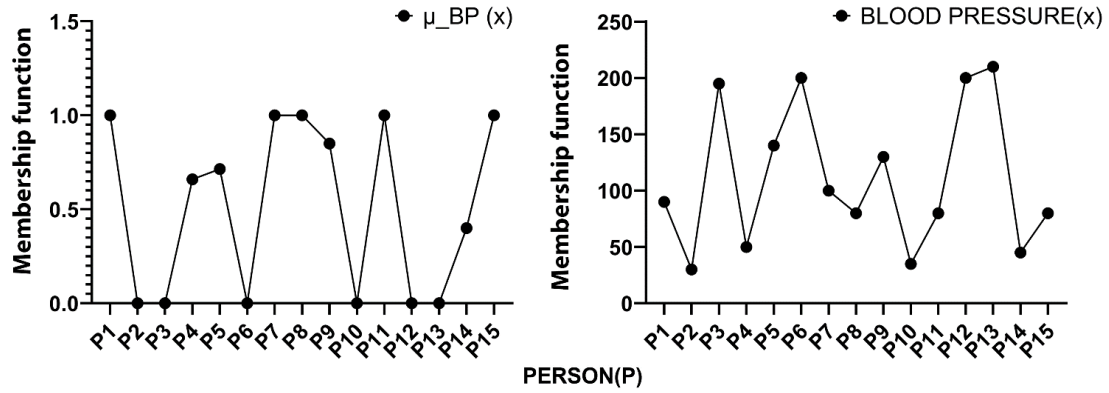 μ_BP (x)
Membership function
1.5
1.0
0.5
0.0
P1
P2
P3
P4
P5
P6
P7
P8
P9
P10
P11
P12
P13
P14
P15
BLOOD PRESSURE(x)
Membership function
250
200
150
100
50
0
P1
P2
P3
P4
P5
P6
P7
P8
P9
P10
P11
P12
P13
P14
P15
PERSON(P)